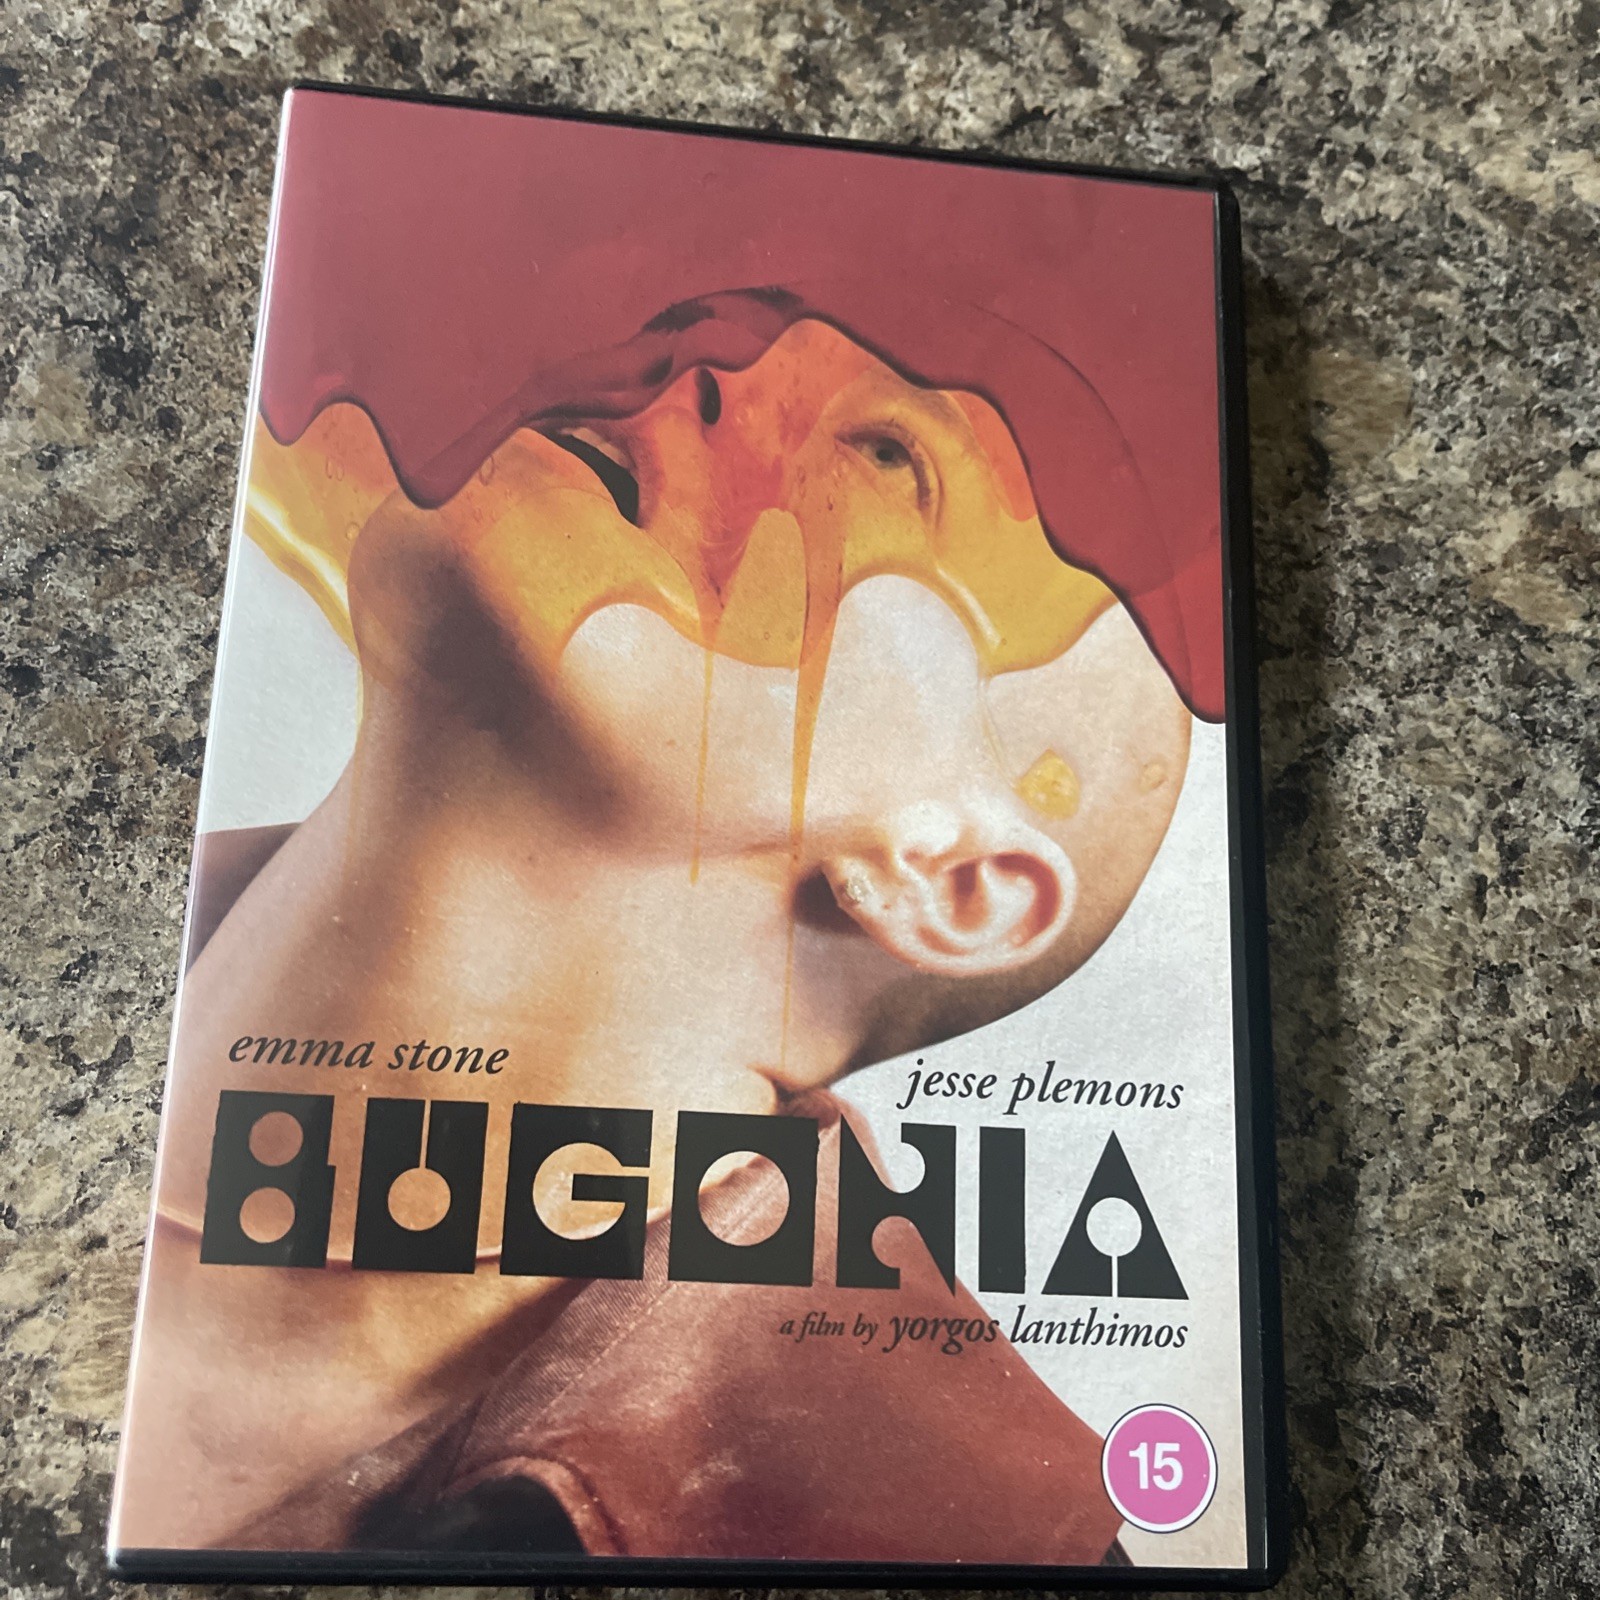 emma stone
jesse plemons
BUGONIA
a film by yorgos lanthimos
15